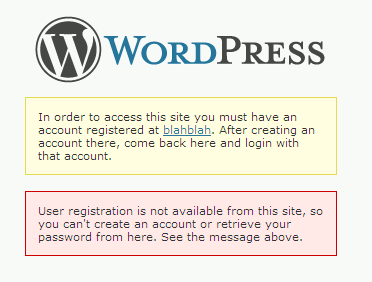 WORDPRESS
In order to access this site you must have an
account registered at blahblah. After creating an
account there, come back here and login with
that account.
User registration is not available from this site, so
you can't create an account or retrieve your
password from here. See the message above.